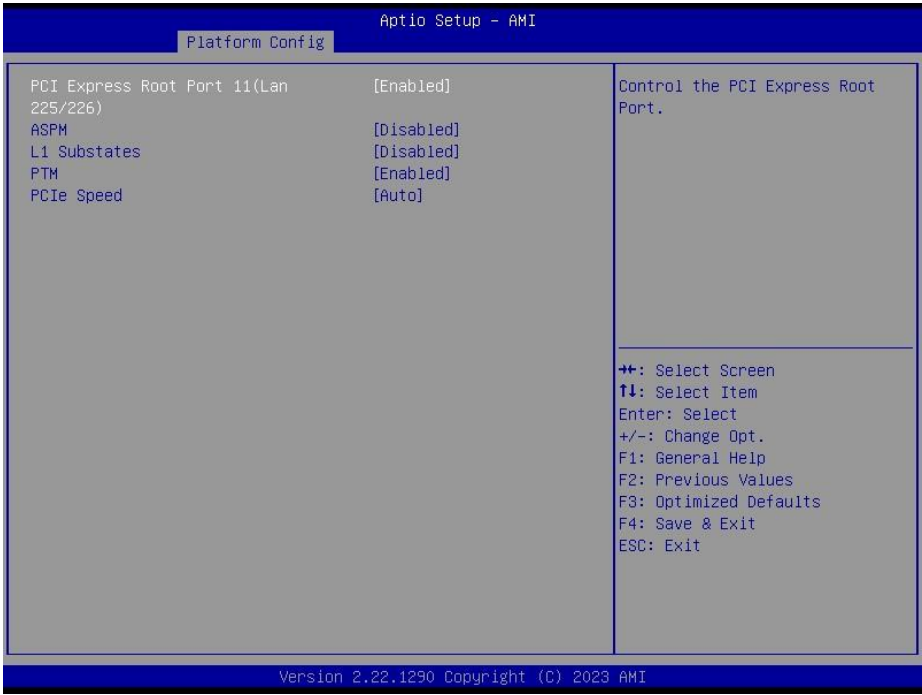 Aptio Setup - AMI
Platform Config
PCI Express Root Port 11(Lan [Enabled]
225/226)
ASPM [Disabled]
L1 Substates [Disabled]
PTM [Enabled]
PCIe Speed [Auto]
Control the PCI Express Root
Port.
→←: Select Screen
↑↓: Select Item
Enter: Select
+/-: Change Opt.
F1: General Help
F2: Previous Values
F3: Optimized Defaults
F4: Save & Exit
ESC: Exit
Version 2.22.1290 Copyright (C) 2023 AMI